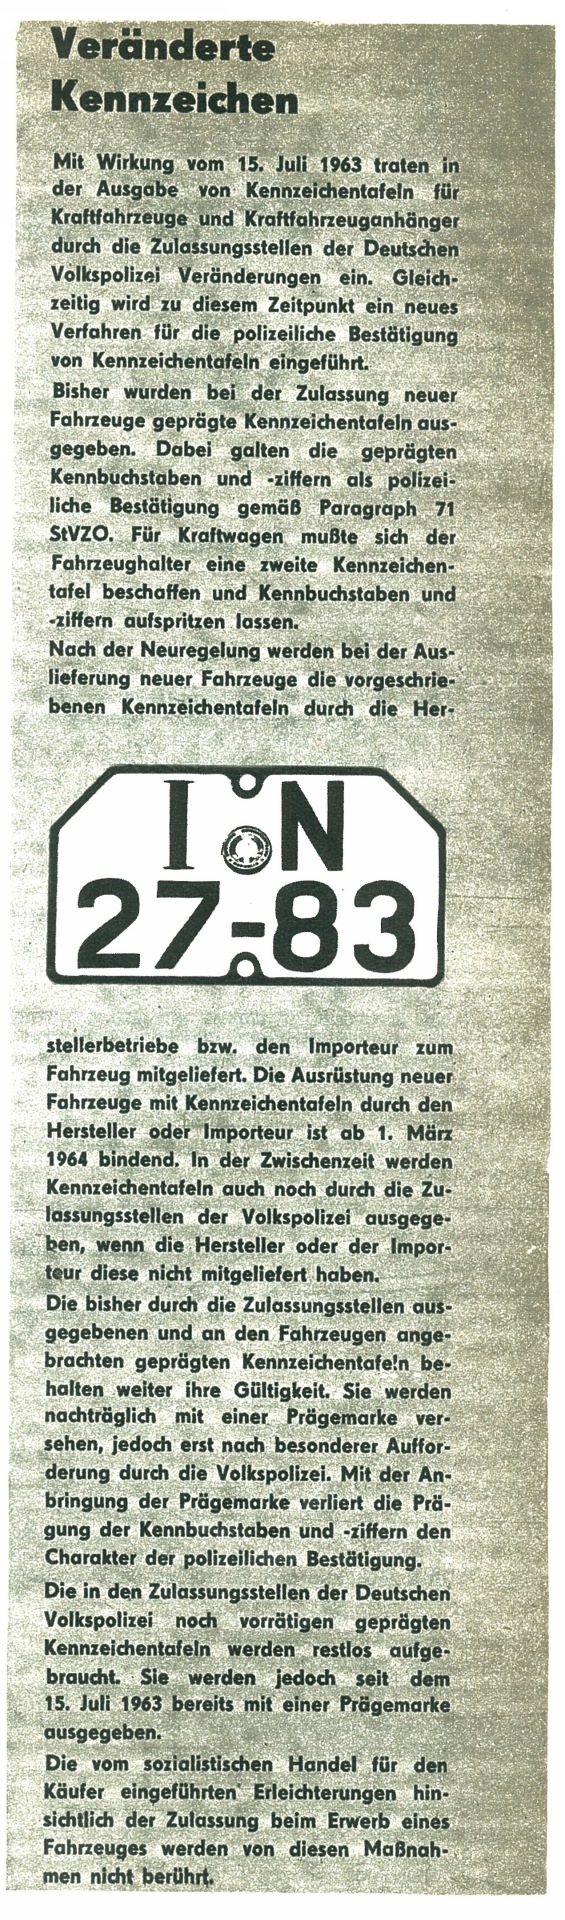 Veränderte
Kennzeichen
Mit Wirkung vom 15. Juli 1963 traten in
der Ausgabe von Kennzeichentafeln für
Kraftfahrzeuge und Kraftfahrzeuganhänger
durch die Zulassungsstellen der Deutschen
Volkspolizei Veränderungen ein. Gleich-
zeitig wird zu diesem Zeitpunkt ein neues
Verfahren für die polizeiliche Bestätigung
von Kennzeichentafeln eingeführt.
Bisher wurden bei der Zulassung neuer
Fahrzeuge geprägte Kennzeichentafeln aus-
gegeben. Dabei galten die geprägten
Kennbuchstaben und -ziffern als polizei-
liche Bestätigung gemäß Paragraph 71
StVZO. Für Kraftwagen mußte sich der
Fahrzeughalter eine zweite Kennzeichen-
tafel beschaffen und Kennbuchstaben und
-ziffern aufspritzen lassen.
Nach der Neuregelung werden bei der Aus-
lieferung neuer Fahrzeuge die vorgeschrie-
benen Kennzeichentafeln durch die Her-
I N
27-83
stellerbetriebe bzw. den Importeur zum
Fahrzeug mitgeliefert. Die Ausrüstung neuer
Fahrzeuge mit Kennzeichentafeln durch den
Hersteller oder Importeur ist ab 1. März
1964 bindend. In der Zwischenzeit werden
Kennzeichentafeln auch noch durch die Zu-
lassungsstellen der Volkspolizei ausgege-
ben, wenn die Hersteller oder der Impor-
teur diese nicht mitgeliefert haben.
Die bisher durch die Zulassungsstellen aus-
gegebenen und an den Fahrzeugen ange-
brachten geprägten Kennzeichentafeln be-
halten weiter ihre Gültigkeit. Sie werden
nachträglich mit einer Prägemarke ver-
sehen, jedoch erst nach besonderer Auffor-
derung durch die Volkspolizei. Mit der An-
bringung der Prägemarke verliert die Prä-
gung der Kennbuchstaben und -ziffern den
Charakter der polizeilichen Bestätigung.
Die in den Zulassungsstellen der Deutschen
Volkspolizei noch vorrätigen geprägten
Kennzeichentafeln werden restlos aufge-
braucht. Sie werden jedoch seit dem
15. Juli 1963 bereits mit einer Prägemarke
ausgegeben.
Die vom sozialistischen Handel für den
Käufer eingeführten Erleichterungen hin-
sichtlich der Zulassung beim Erwerb eines
Fahrzeuges werden von diesen Maßnah-
men nicht berührt.